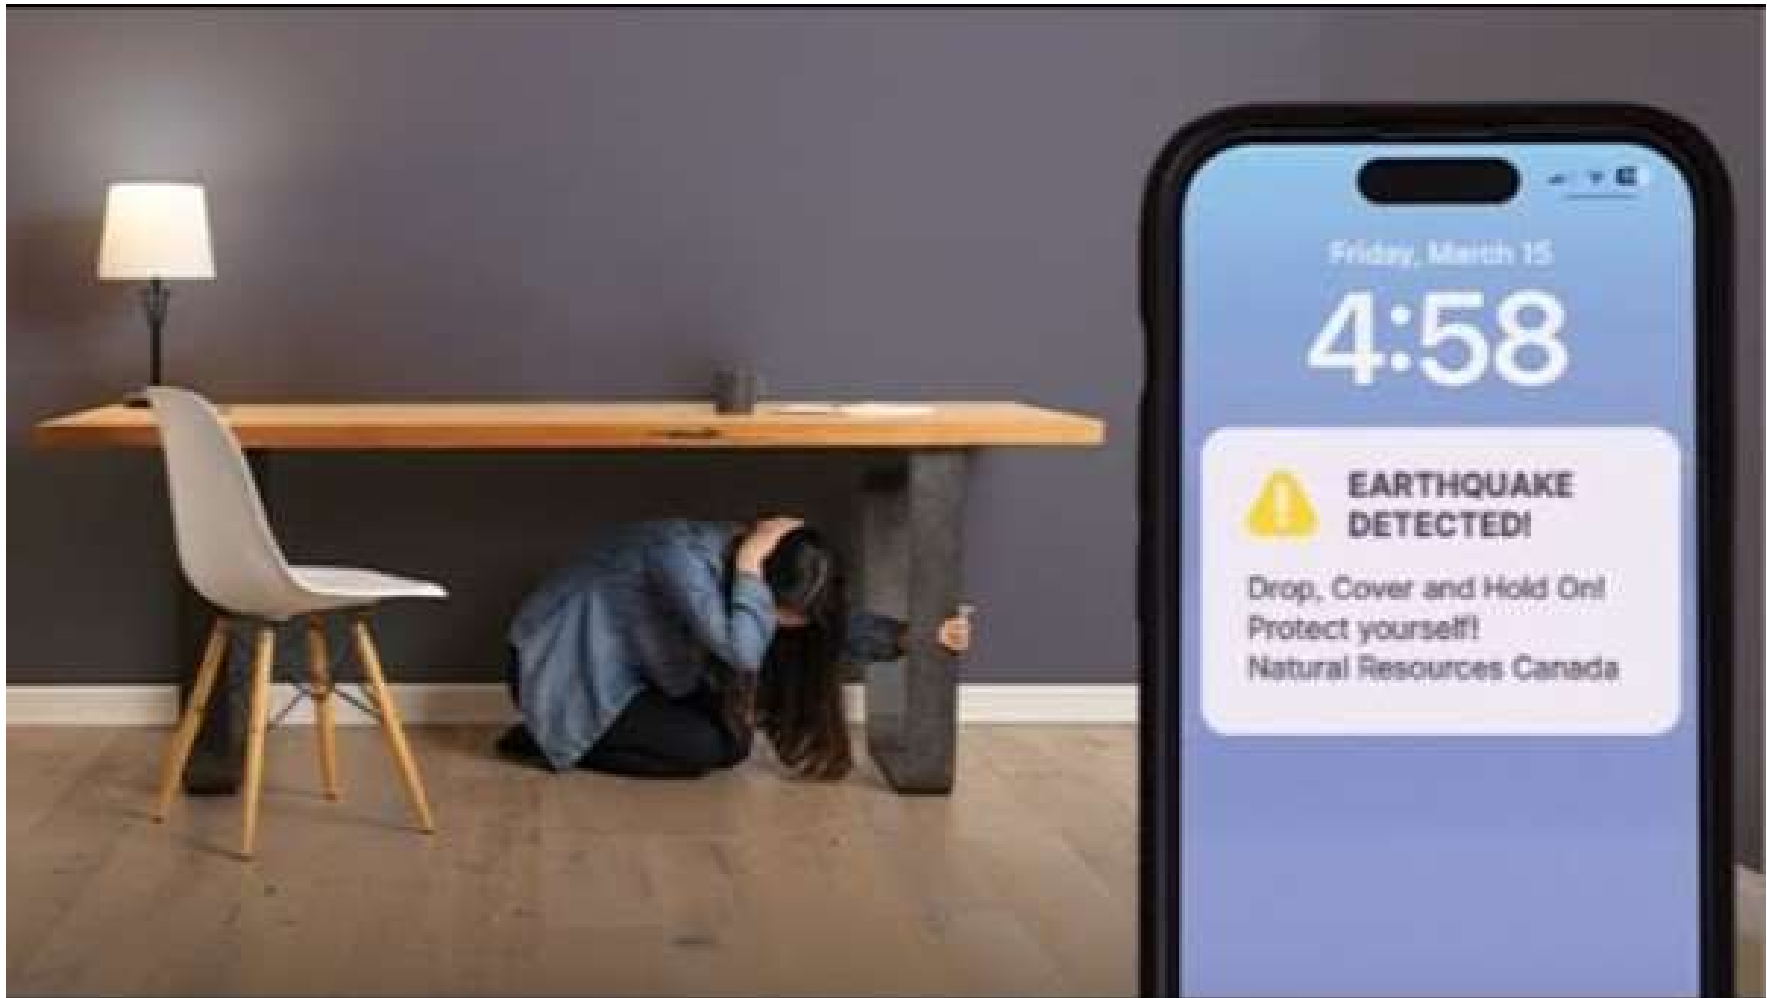 Friday, March 15
4:58
EARTHQUAKE
DETECTED!
Drop, Cover and Hold On!
Protect yourself!
Natural Resources Canada